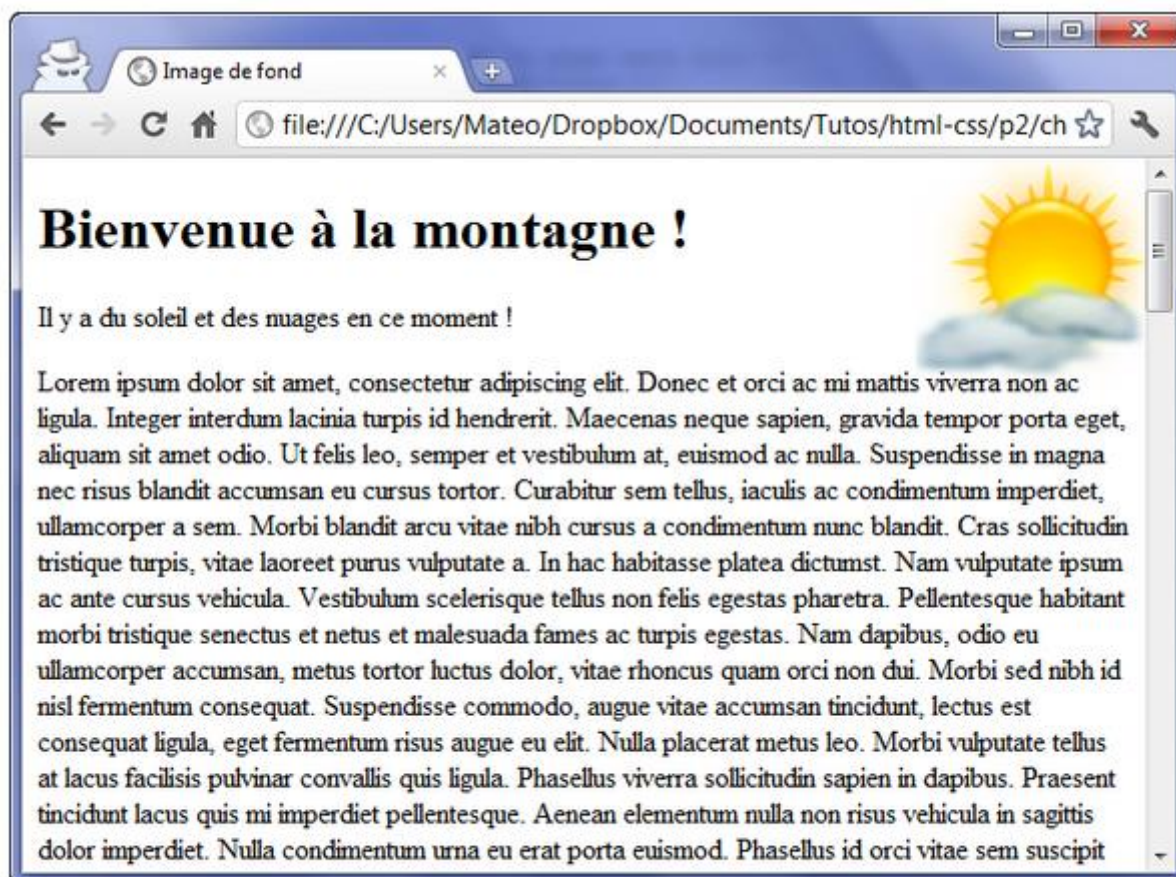 Image de fond
file:///C:/Users/Mateo/Dropbox/Documents/Tutos/html-css/p2/ch
Bienvenue à la montagne !
Il y a du soleil et des nuages en ce moment !
Lorem ipsum dolor sit amet, consectetur adipiscing elit. Donec et orci ac mi mattis viverra non ac
ligula. Integer interdum lacinia turpis id hendrerit. Maecenas neque sapien, gravida tempor porta eget,
aliquam sit amet odio. Ut felis leo, semper et vestibulum at, euismod ac nulla. Suspendisse in magna
nec risus blandit accumsan eu cursus tortor. Curabitur sem tellus, iaculis ac condimentum imperdiet,
ullamcorper a sem. Morbi blandit arcu vitae nibh cursus a condimentum nunc blandit. Cras sollicitudin
tristique turpis, vitae laoreet purus vulputate a. In hac habitasse platea dictumst. Nam vulputate ipsum
ac ante cursus vehicula. Vestibulum scelerisque tellus non felis egestas pharetra. Pellentesque habitant
morbi tristique senectus et netus et malesuada fames ac turpis egestas. Nam dapibus, odio eu
ullamcorper accumsan, metus tortor luctus dolor, vitae rhoncus quam orci non dui. Morbi sed nibh id
nisl fermentum consequat. Suspendisse commodo, augue vitae accumsan tincidunt, lectus est
consequat ligula, eget fermentum risus augue eu elit. Nulla placerat metus leo. Morbi vulputate tellus
at lacus facilisis pulvinar convallis quis ligula. Phasellus viverra sollicitudin sapien in dapibus. Praesent
tincidunt lacus quis mi imperdiet pellentesque. Aenean elementum nulla non risus vehicula in sagittis
dolor imperdiet. Nulla condimentum urna eu erat porta euismod. Phasellus id orci vitae sem suscipit